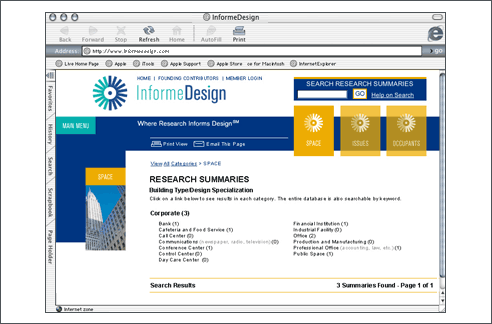 InformeDesign
Back Forward Stop Refresh Home AutoFill Print
Address: http://www.informedesign.com go
Live Home Page Apple iTools Apple Support Apple Store ce for Macintosh InternetExplorer
Favorites
History
Search
Scrapbook
Page Holder
HOME | FOUNDING CONTRIBUTORS | MEMBER LOGIN
InformeDesign
SEARCH RESEARCH SUMMARIES
GO Help on Search
MAIN MENU
Where Research Informs Design℠
Print View Email This Page
SPACE ISSUES OCCUPANTS
SPACE
View All Categories > SPACE
RESEARCH SUMMARIES
Building Type/Design Specialization
Click on a link below to see results in each category. The entire database is also searchable by keyword.
Corporate (3)
Bank (1)
Cafeteria and Food Service (1)
Call Center (0)
Communications (newspaper, radio, television) (0)
Conference Center (1)
Control Center (0)
Day Care Center (0)
Financial Institution (1)
Industrial Facility (0)
Office (2)
Production and Manufacturing (0)
Professional Office (accounting, law, etc.) (1)
Public Space (1)
Search Results 3 Summaries Found - Page 1 of 1
Internet zone